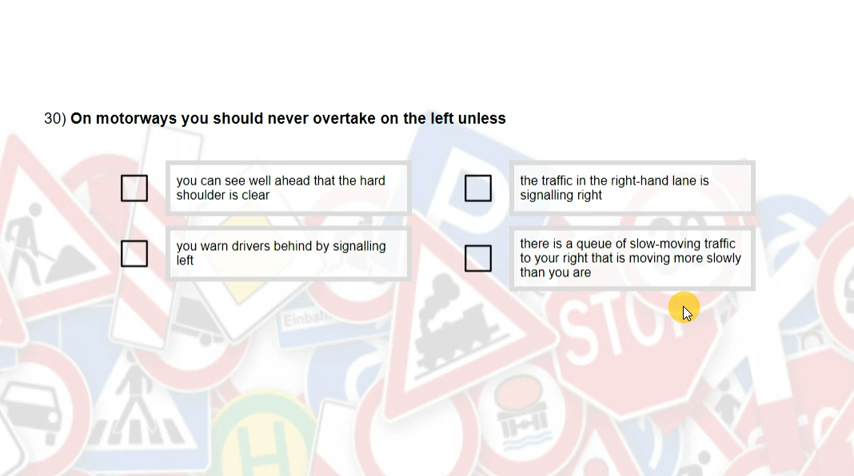 30) On motorways you should never overtake on the left unless
you can see well ahead that the hard
shoulder is clear
the traffic in the right-hand lane is
signalling right
you warn drivers behind by signalling
left
there is a queue of slow-moving traffic
to your right that is moving more slowly
than you are
P
STOP
H